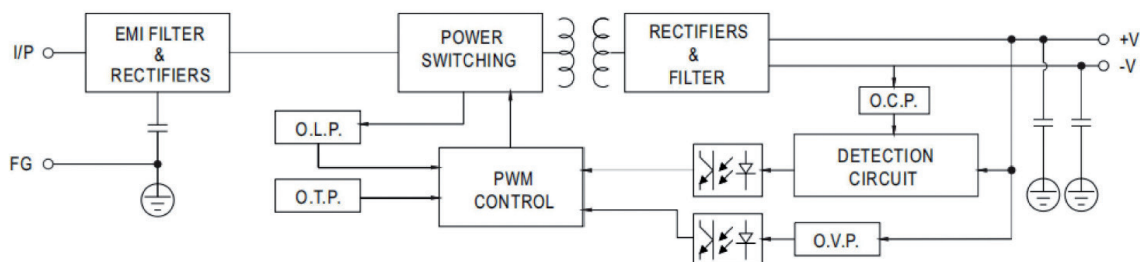 I/P
EMI FILTER
&
RECTIFIERS
POWER
SWITCHING
RECTIFIERS
&
FILTER
+V
-V
O.C.P.
O.L.P.
FG
O.T.P.
PWM
CONTROL
DETECTION
CIRCUIT
O.V.P.